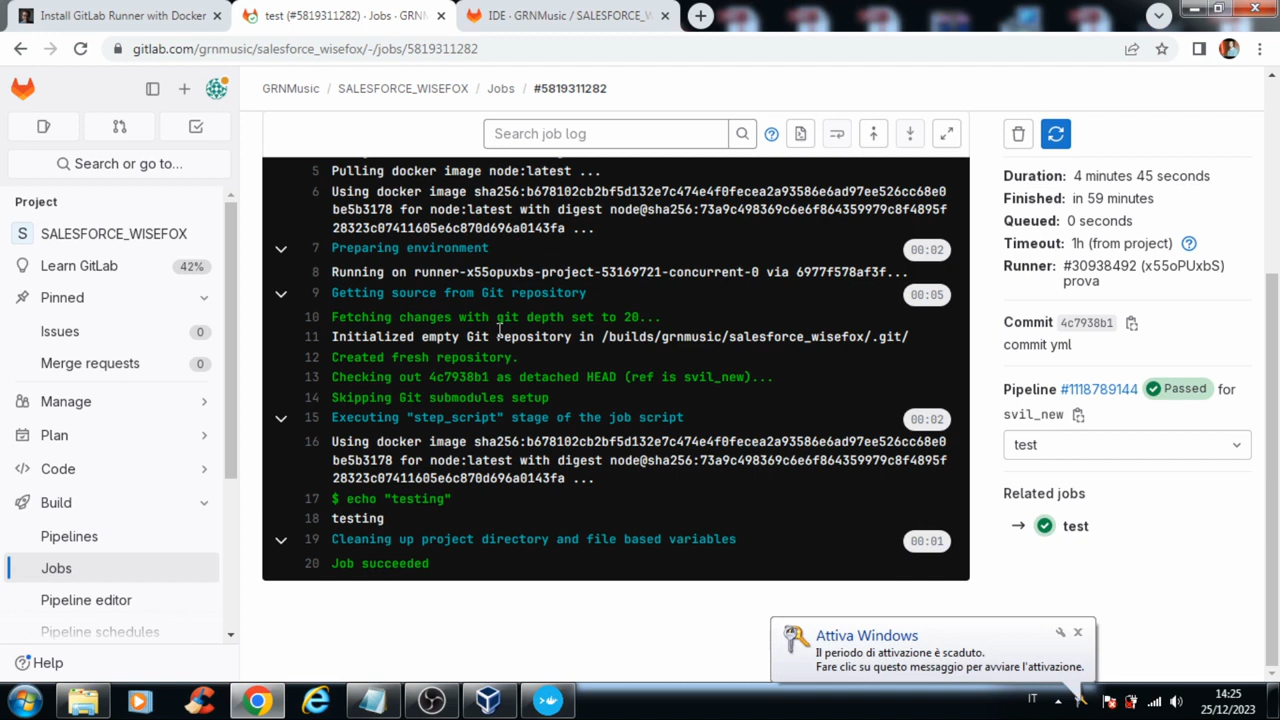 Install GitLab Runner with Docker
test (#5819311282) · Jobs · GRN
IDE · GRNMusic / SALESFORCE_W
gitlab.com/grnmusic/salesforce_wisefox/-/jobs/5819311282
GRNMusic / SALESFORCE_WISEFOX / Jobs / #5819311282
Search or go to...
Project
S SALESFORCE_WISEFOX
Learn GitLab 42%
Pinned
Issues 0
Merge requests 0
Manage
Plan
Code
Build
Pipelines
Jobs
Pipeline editor
Pipeline schedules
Help
Search job log
5 Pulling docker image node:latest ...
6 Using docker image sha256:b678102cb2bf5d132e7c474e4f0fecea2a93586e6ad97ee526cc68e0
be5b3178 for node:latest with digest node@sha256:73a9c498369c6e6f864359979c8f4895f
28323c07411605e6c870d696a0143fa ...
7 Preparing environment 00:02
8 Running on runner-x55opuxbs-project-53169721-concurrent-0 via 6977f578af3f...
9 Getting source from Git repository 00:05
10 Fetching changes with git depth set to 20...
11 Initialized empty Git repository in /builds/grnmusic/salesforce_wisefox/.git/
12 Created fresh repository.
13 Checking out 4c7938b1 as detached HEAD (ref is svil_new)...
14 Skipping Git submodules setup
15 Executing "step_script" stage of the job script 00:02
16 Using docker image sha256:b678102cb2bf5d132e7c474e4f0fecea2a93586e6ad97ee526cc68e0
be5b3178 for node:latest with digest node@sha256:73a9c498369c6e6f864359979c8f4895f
28323c07411605e6c870d696a0143fa ...
17 $ echo "testing"
18 testing
19 Cleaning up project directory and file based variables 00:01
20 Job succeeded
Duration: 4 minutes 45 seconds
Finished: in 59 minutes
Queued: 0 seconds
Timeout: 1h (from project)
Runner: #30938492 (x55oPUxbS)
prova
Commit 4c7938b1
commit yml
Pipeline #1118789144 Passed for
svil_new
test
Related jobs
→ test
Attiva Windows
Il periodo di attivazione è scaduto.
Fare clic su questo messaggio per avviare l'attivazione.
IT
14:25
25/12/2023